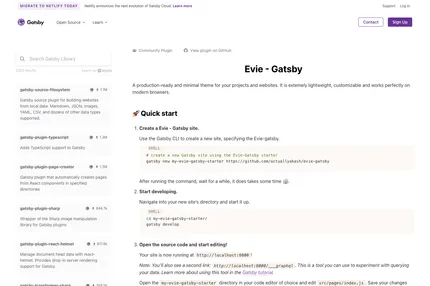 MIGRATE TO NETLIFY TODAY Netlify announces the next evolution of Gatsby Cloud. Learn more Support Log in
Gatsby Open Source Learn Contact Sign Up
Search Gatsby Library
Community Plugin View plugin on GitHub
Evie - Gatsby
gatsby-source-filesystem
Gatsby source plugin for building websites
from local data. Markdown, JSON, images,
YAML, CSV, and dozens of other data types
supported.
gatsby-plugin-typescript
Adds TypeScript support to Gatsby
gatsby-plugin-page-creator
Gatsby plugin that automatically creates pages
from React components in specified
directories
gatsby-plugin-sharp
Wrapper of the Sharp image manipulation
library for Gatsby plugins
gatsby-plugin-react-helmet
Manage document head data with react-
helmet. Provides drop-in server rendering
support for Gatsby.
A production-ready and minimal theme for your projects and websites. It is extemely lightweight, customizable and works perfectly on
modern browsers.
🚀 Quick start
1. Create a Evie - Gatsby site.
Use the Gatsby CLI to create a new site, specifying the Evie-gatsby.
SHELL
# create a new Gatsby site using the Evie-Gatsby starter
gatsby new my-evie-gatsby-starter https://github.com/actuallyakash/evie-gatsby
After running the command, wait for a while, it does takes some time
2. Start developing.
Navigate into your new site's directory and start it up.
SHELL
cd my-evie-gatsby-starter/
gatsby develop
3. Open the source code and start editing!
Your site is now running at http://localhost:8000 !
Note: You'll also see a second link: http://localhost:8000/___graphql . This is a tool you can use to experiment with querying
your data. Learn more about using this tool in the Gatsby tutorial.
Open the my-evie-gatsby-starter directory in your code editor of choice and edit src/pages/index.js . Save your changes